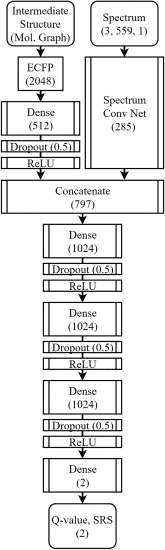 Intermediate
Structure
(Mol. Graph)
Spectrum
(3, 559, 1)
ECFP
(2048)
Dense
(512)
Dropout (0.5)
ReLU
Spectrum
Conv Net
(285)
Concatenate
(797)
Dense
(1024)
Dropout (0.5)
ReLU
Dense
(1024)
Dropout (0.5)
ReLU
Dense
(1024)
Dropout (0.5)
ReLU
Dense
(2)
Q-value, SRS
(2)